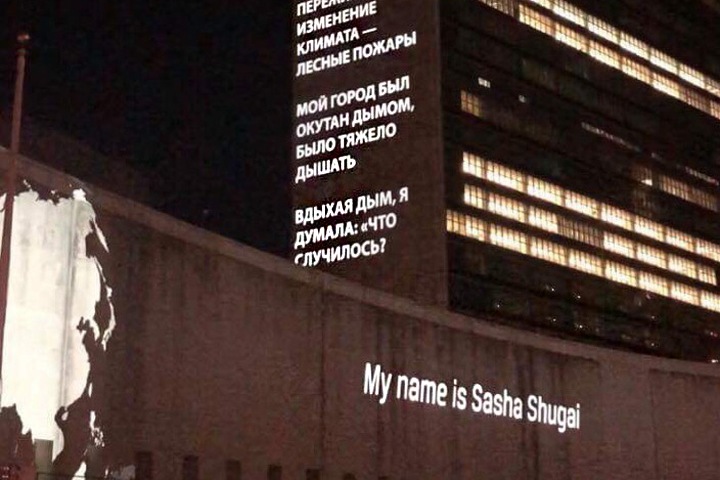 ИЗМЕНЕНИЕ
КЛИМАТА —
ЛЕСНЫЕ ПОЖАРЫ
МОЙ ГОРОД БЫЛ
ОКУТАН ДЫМОМ,
БЫЛО ТЯЖЕЛО
ДЫШАТЬ
ВДЫХАЯ ДЫМ, Я
ДУМАЛА: «ЧТО
СЛУЧИЛОСЬ?
My name is Sasha Shugai